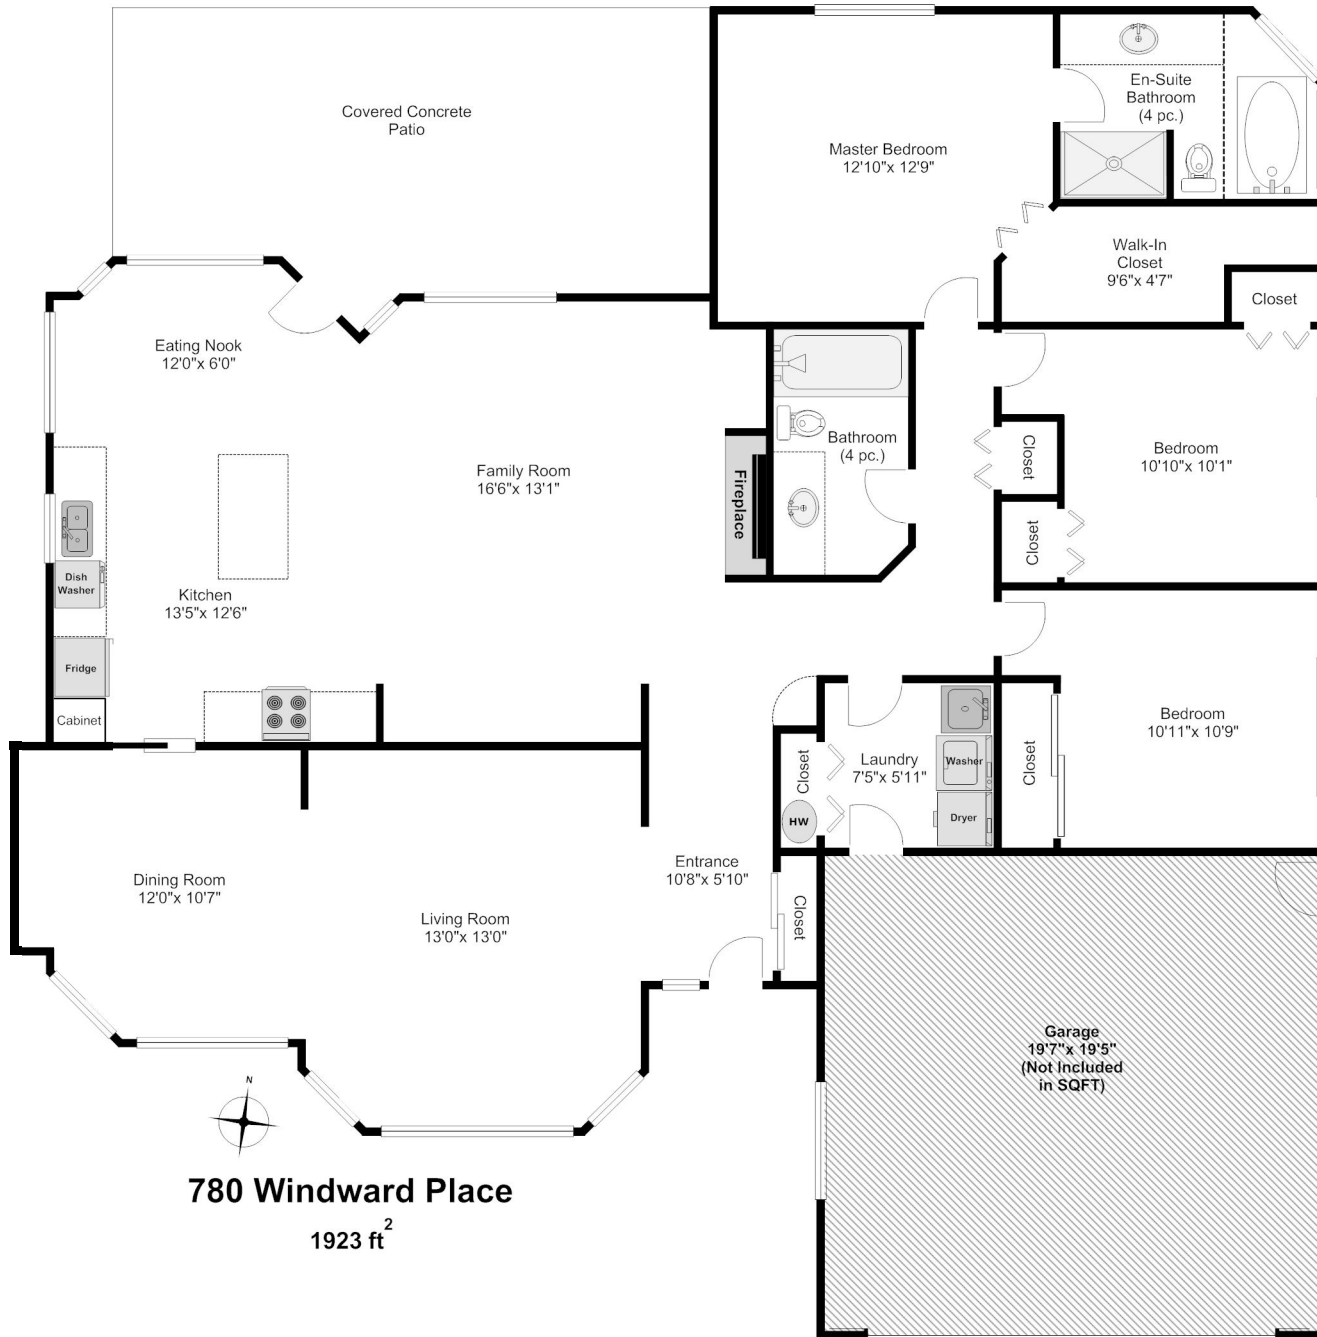 Covered Concrete
Patio
Master Bedroom
12'10"x 12'9"
En-Suite
Bathroom
(4 pc.)
Walk-In
Closet
9'6"x 4'7"
Closet
Eating Nook
12'0"x 6'0"
Family Room
16'6"x 13'1"
Fireplace
Bathroom
(4 pc.)
Closet
Bedroom
10'10"x 10'1"
Closet
Dish
Washer
Kitchen
13'5"x 12'6"
Fridge
Cabinet
Closet
HW
Laundry
7'5"x 5'11"
Washer
Dryer
Closet
Bedroom
10'11"x 10'9"
Dining Room
12'0"x 10'7"
Living Room
13'0"x 13'0"
Entrance
10'8"x 5'10"
Closet
Garage
19'7"x 19'5"
(Not Included
in SQFT)
N
780 Windward Place
1923 ft2